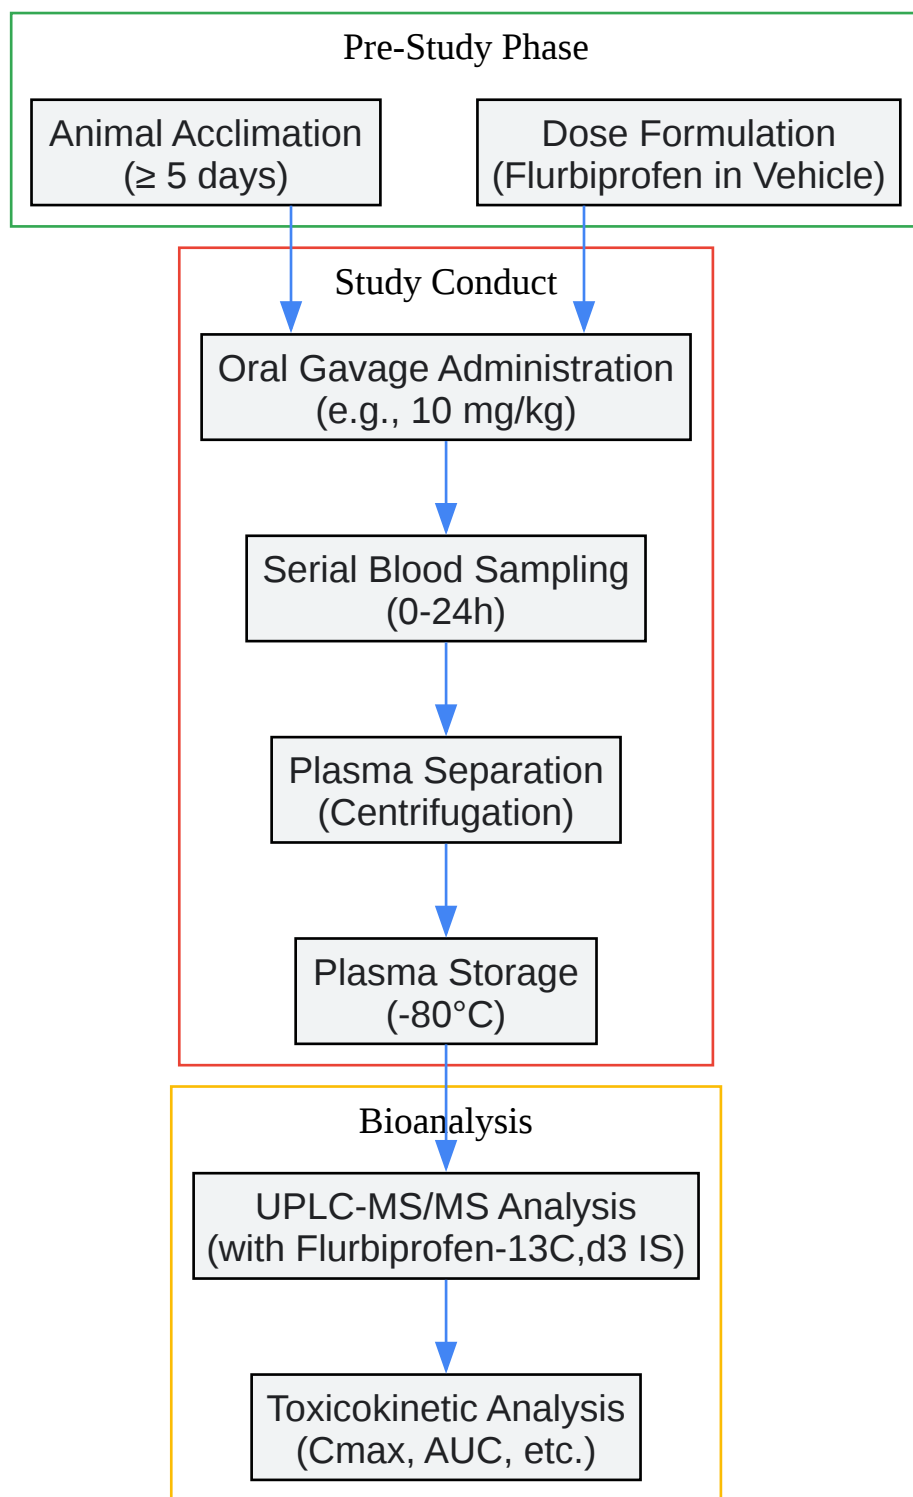 Pre-Study Phase
Animal Acclimation
(≥ 5 days)
Dose Formulation
(Flurbiprofen in Vehicle)
Study Conduct
Oral Gavage Administration
(e.g., 10 mg/kg)
Serial Blood Sampling
(0-24h)
Plasma Separation
(Centrifugation)
Plasma Storage
(-80°C)
Bioanalysis
UPLC-MS/MS Analysis
(with Flurbiprofen-13C,d3 IS)
Toxicokinetic Analysis
(Cmax, AUC, etc.)